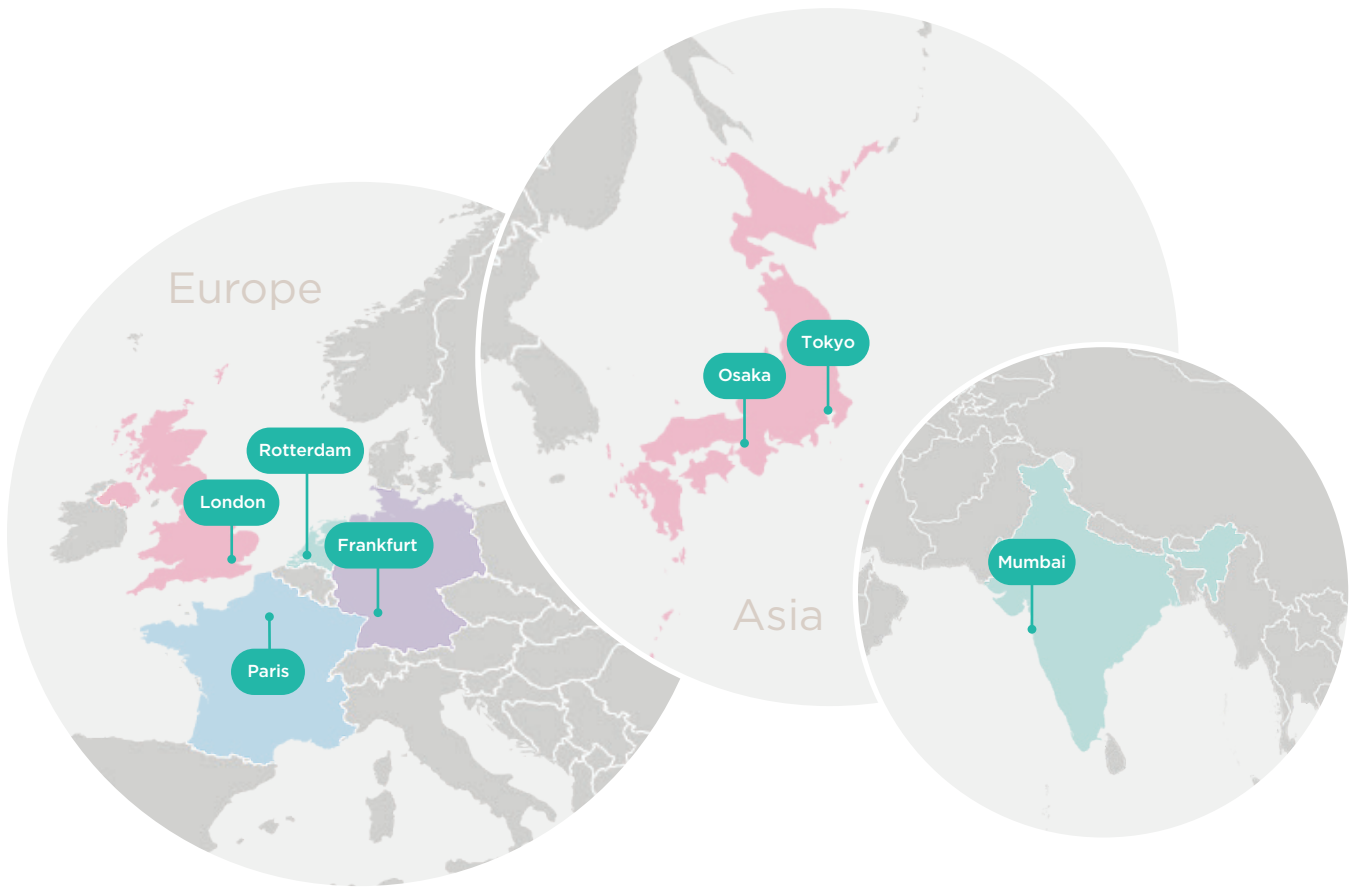 Europe
Rotterdam
London
Frankfurt
Paris
Tokyo
Osaka
Asia
Mumbai